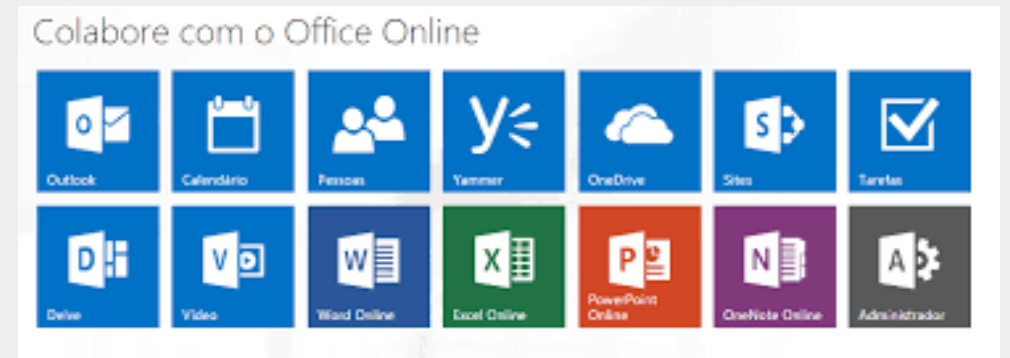 Colabore com o Office Online
Outlook Calendário Pessoas Yammer OneDrive Sites Tarefas
Delve Vídeo Word Online Excel Online PowerPoint Online OneNote Online Administrador